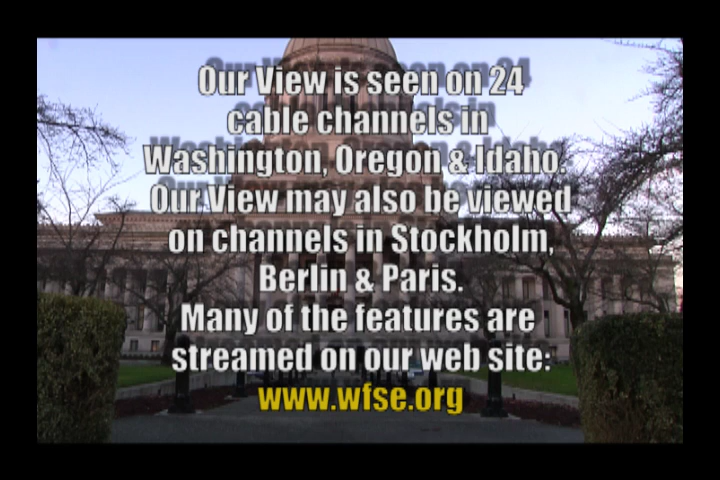 Our View is seen on 24
cable channels in
Washington, Oregon & Idaho.
Our View may also be viewed
on channels in Stockholm,
Berlin & Paris.
Many of the features are
streamed on our web site:
www.wfse.org